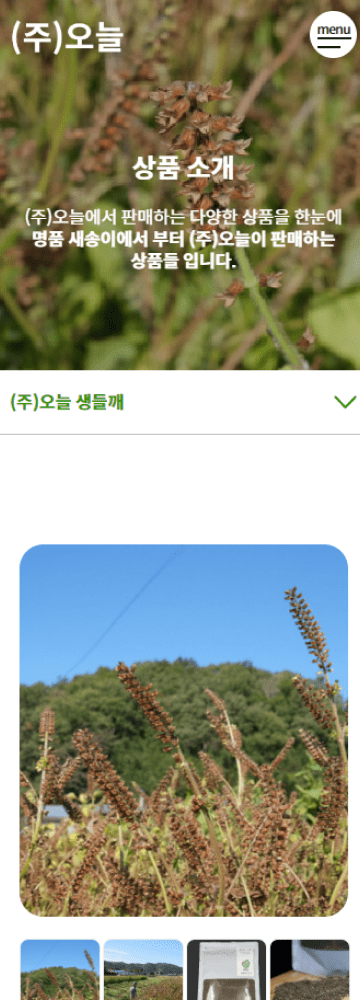 (주)오늘
menu
상품 소개
(주)오늘에서 판매하는 다양한 상품을 한눈에
명품 새송이에서 부터 (주)오늘이 판매하는
상품들 입니다.
(주)오늘 생들깨